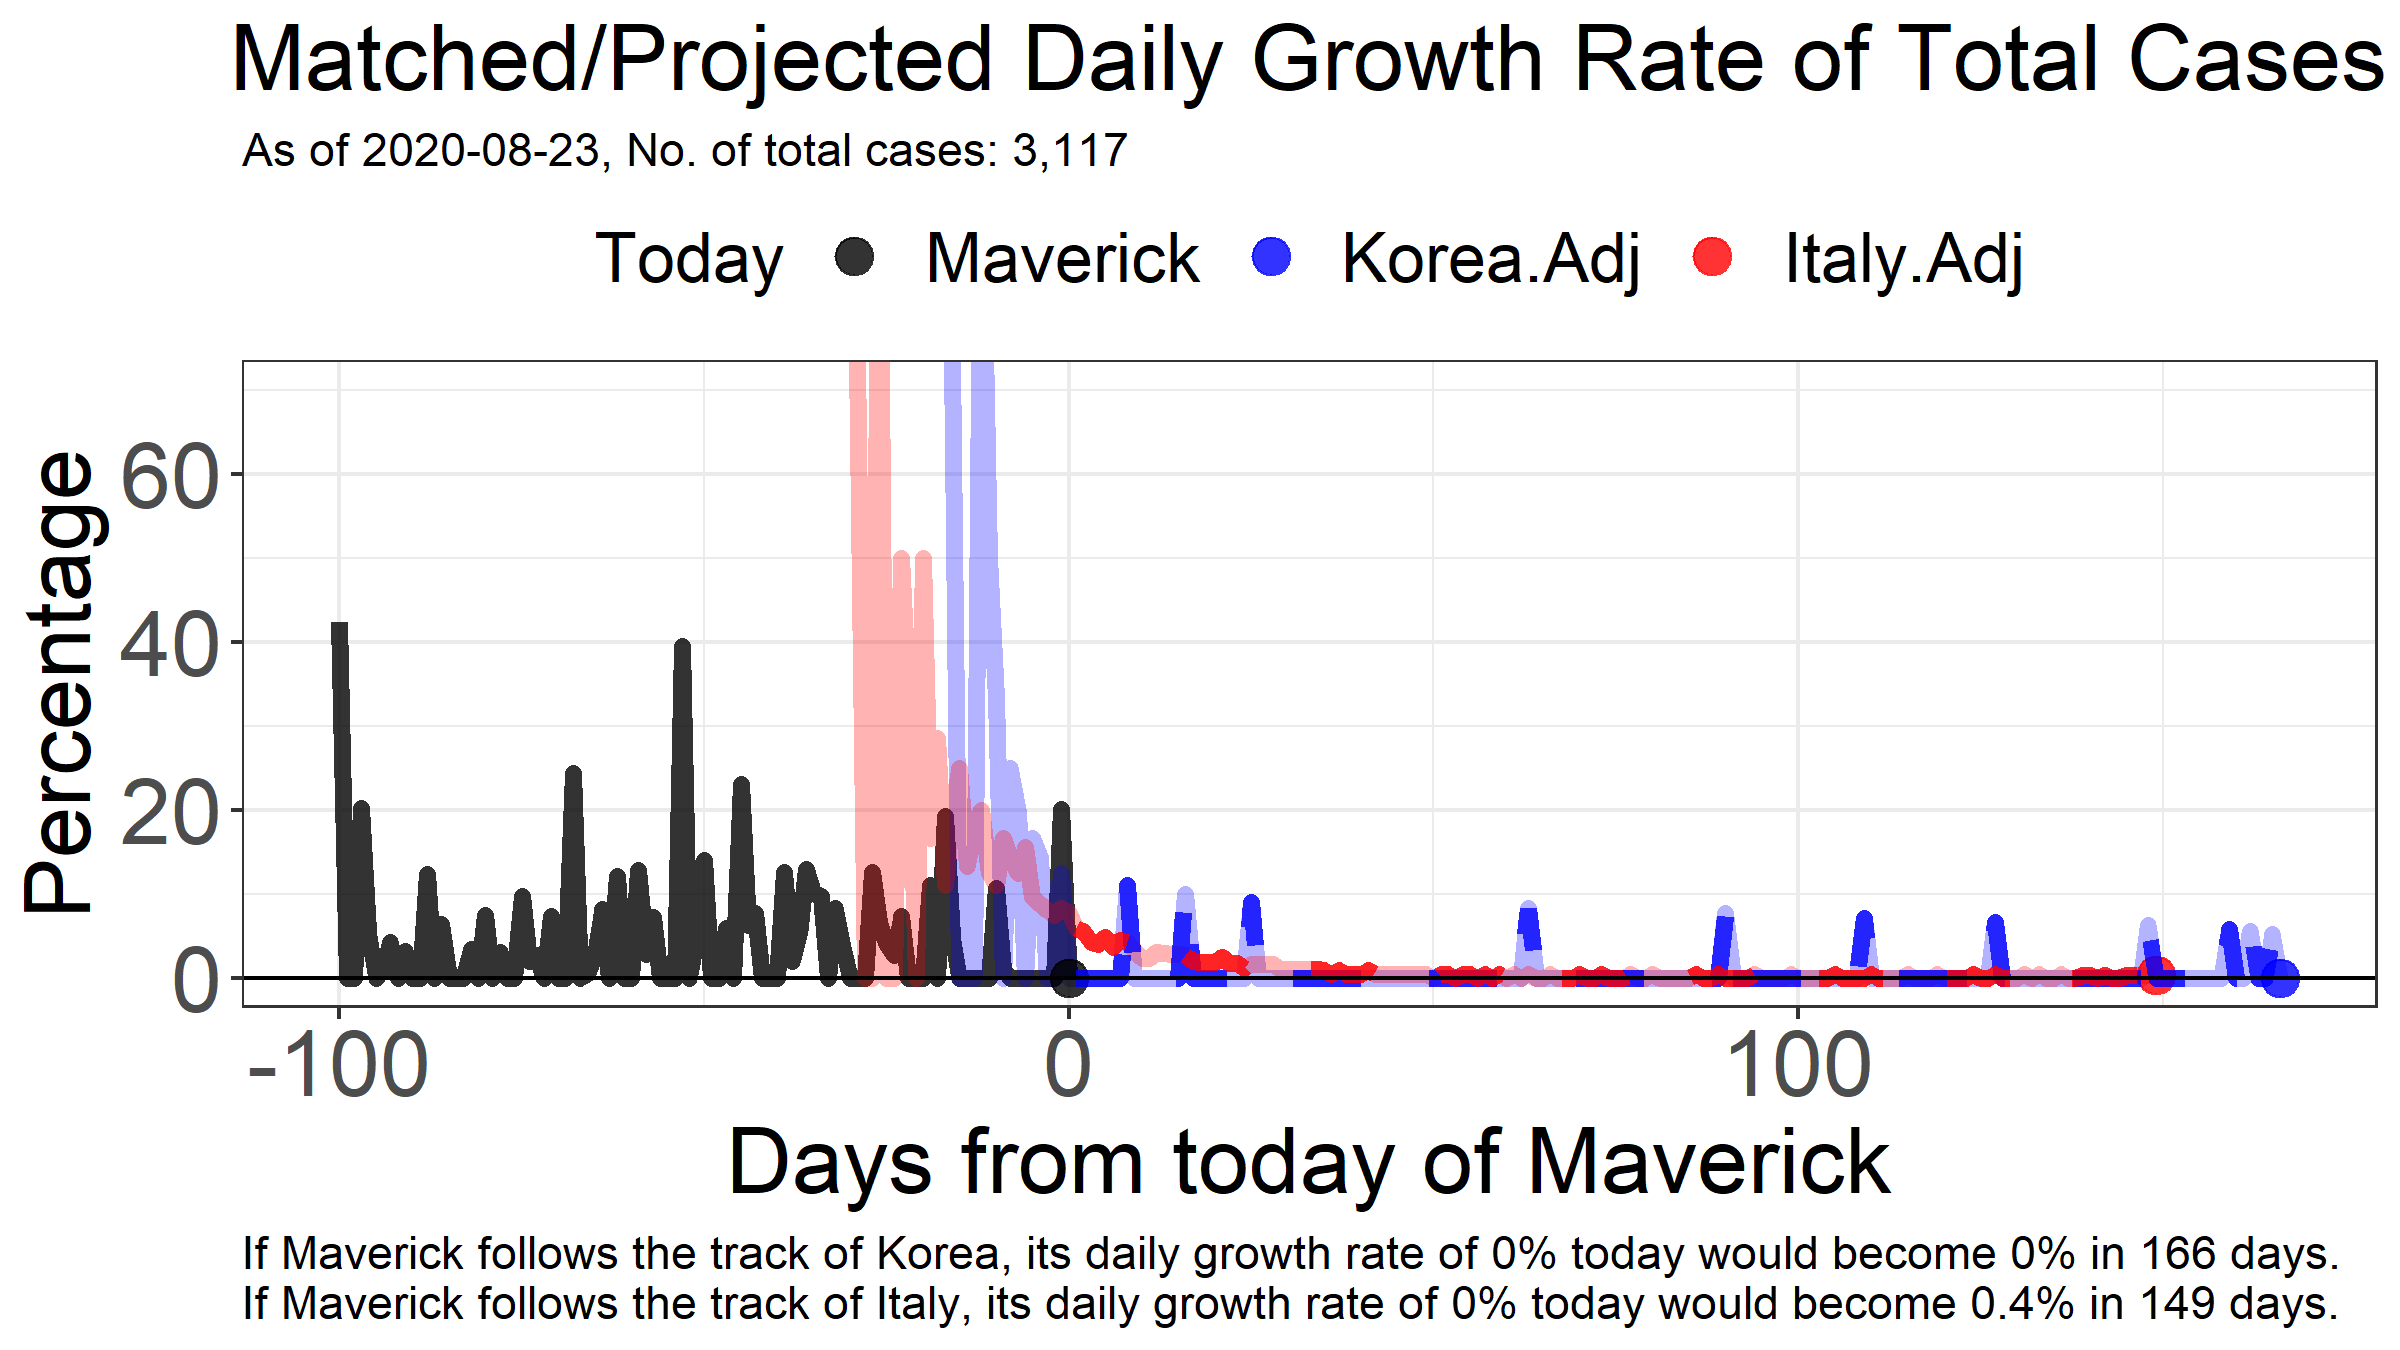 Matched/Projected Daily Growth Rate of Total Cases
As of 2020-08-23, No. of total cases: 3,117
Today Maverick Korea.Adj Italy.Adj
Percentage
60
40
20
0
-100 0 100
Days from today of Maverick
If Maverick follows the track of Korea, its daily growth rate of 0% today would become 0% in 166 days.
If Maverick follows the track of Italy, its daily growth rate of 0% today would become 0.4% in 149 days.